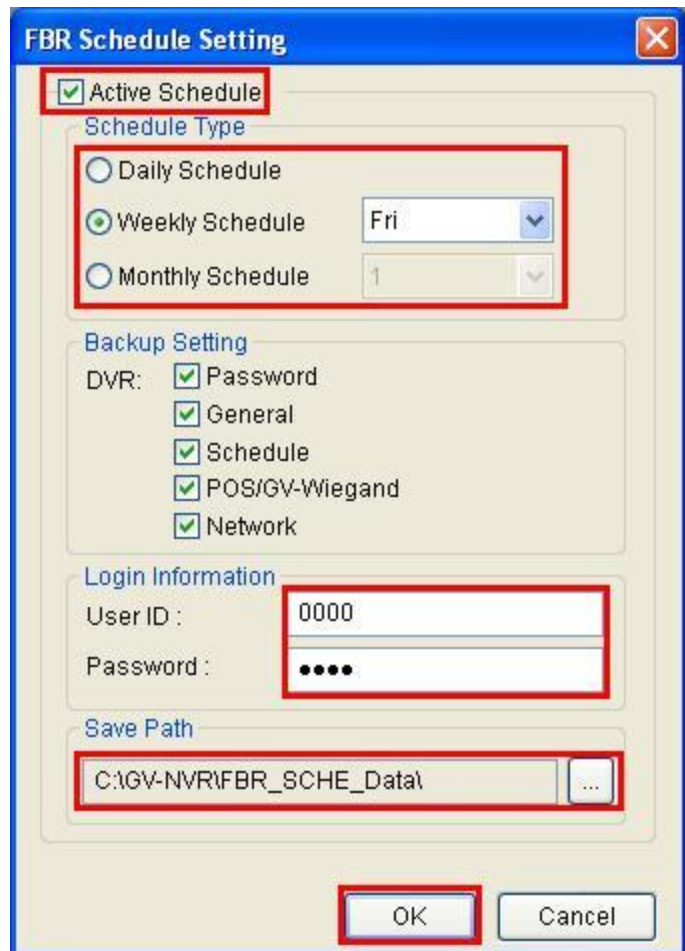 FBR Schedule Setting
Active Schedule
Schedule Type
Daily Schedule
Weekly Schedule Fri
Monthly Schedule 1
Backup Setting
DVR: Password
General
Schedule
POS/GV-Wiegand
Network
Login Information
User ID : 0000
Password : ●●●●
Save Path
C:\GV-NVR\FBR_SCHE_Data\ ...
OK Cancel